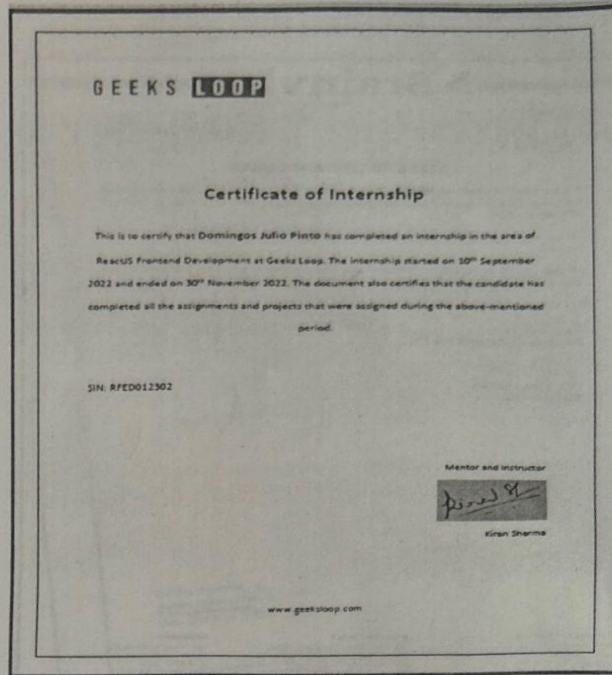 GEEKS LOOP
Certificate of Internship
This is to certify that Domingos Julio Pinto has completed an internship in the area of
ReactJS Frontend Development at Geeks Loop. The internship started on 10th September
2022 and ended on 30th November 2022. The document also certifies that the candidate has
completed all the assignments and projects that were assigned during the above-mentioned
period.
SIN: RFED012302
Mentor and Instructor
Kiran Sharma
www.geeksloop.com